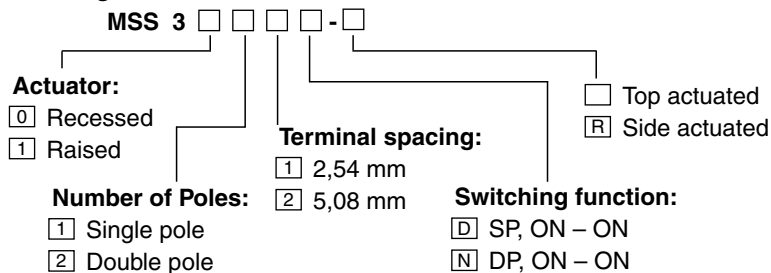 MSS 3 □ □ □ □ - □
Actuator:
0 Recessed
1 Raised
Number of Poles:
1 Single pole
2 Double pole
Terminal spacing:
1 2,54 mm
2 5,08 mm
Switching function:
D SP, ON – ON
N DP, ON – ON
□ Top actuated
R Side actuated